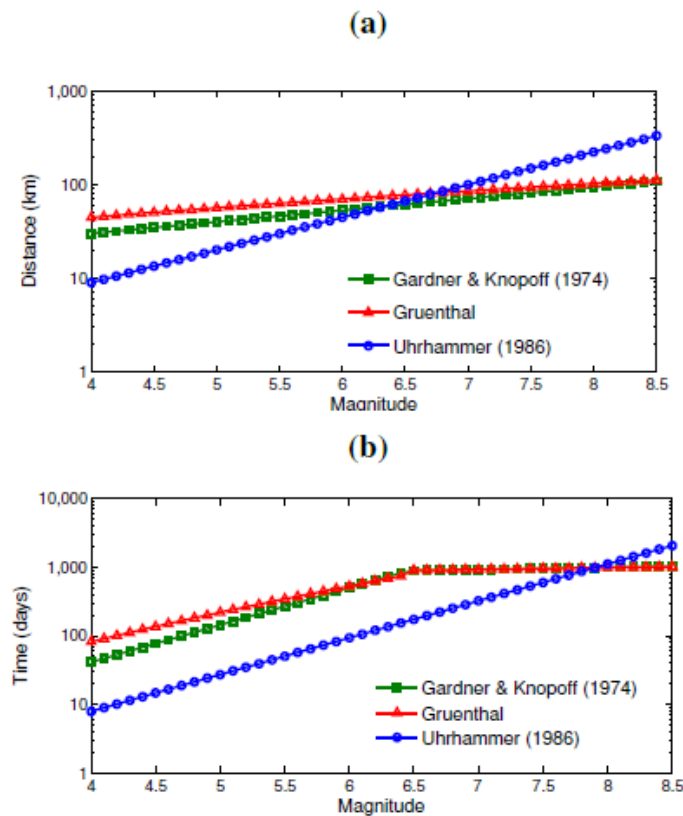 (a)
1,000
100
10
1
Distance (km)
Gardner & Knopoff (1974)
Gruenthal
Uhrhammer (1986)
4 4.5 5 5.5 6 6.5 7 7.5 8 8.5
Magnitude
(b)
10,000
1,000
100
10
1
Time (days)
Gardner & Knopoff (1974)
Gruenthal
Uhrhammer (1986)
4 4.5 5 5.5 6 6.5 7 7.5 8 8.5
Magnitude